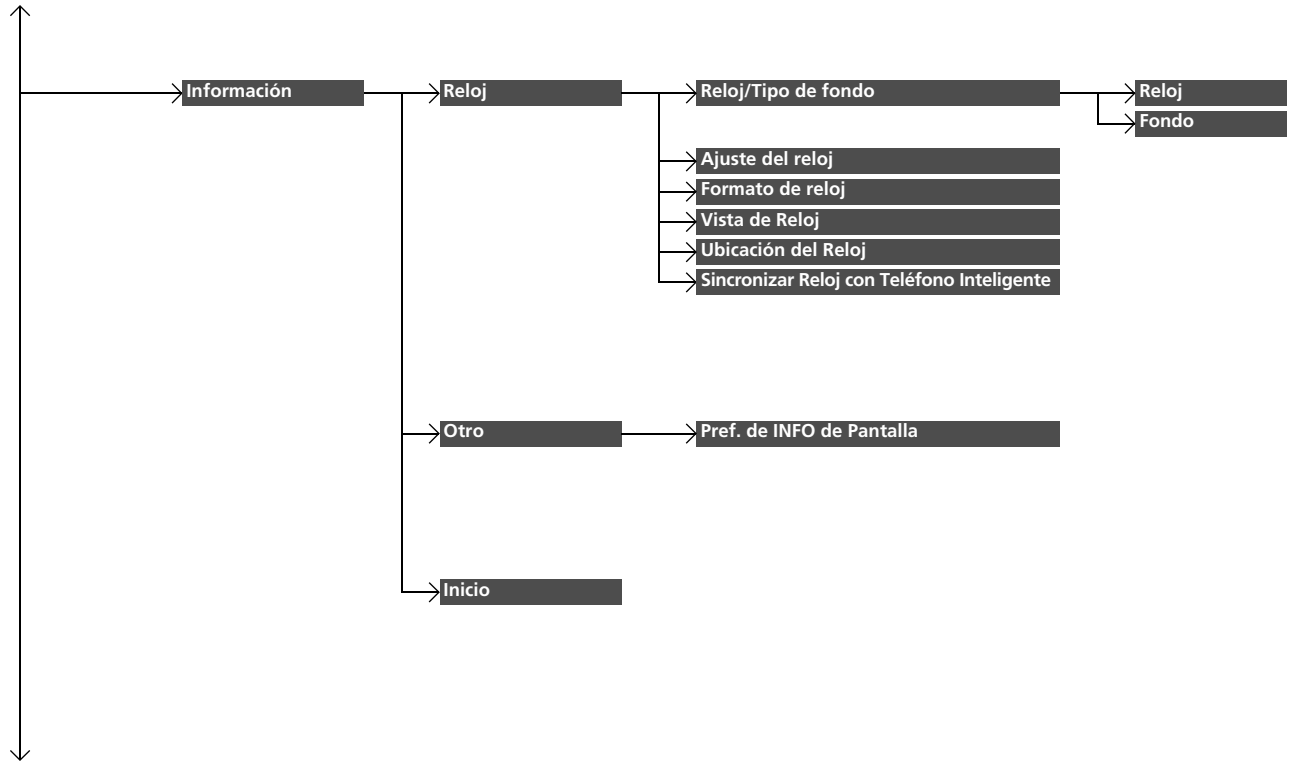 Información
Reloj
Reloj/Tipo de fondo
Reloj
Fondo
Ajuste del reloj
Formato de reloj
Vista de Reloj
Ubicación del Reloj
Sincronizar Reloj con Teléfono Inteligente
Otro
Pref. de INFO de Pantalla
Inicio